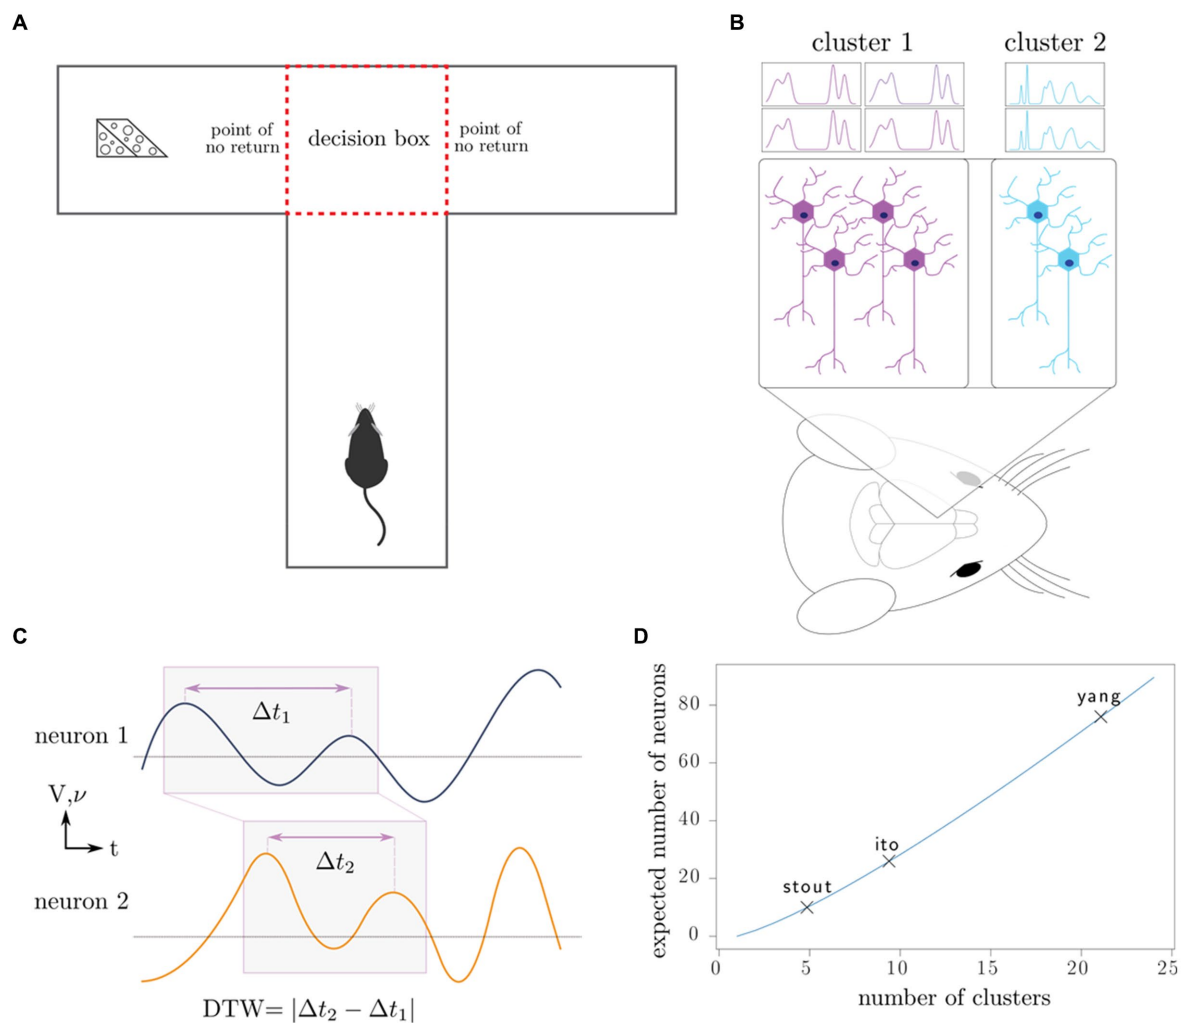 A
point of
no return
decision box
point of
no return
B
cluster 1
cluster 2
C
neuron 1
Δt₁
V,ν
t
Δt₂
neuron 2
DTW= |Δt₂ − Δt₁|
D
expected number of neurons
80
60
40
20
0
yang
ito
stout
0 5 10 15 20 25
number of clusters